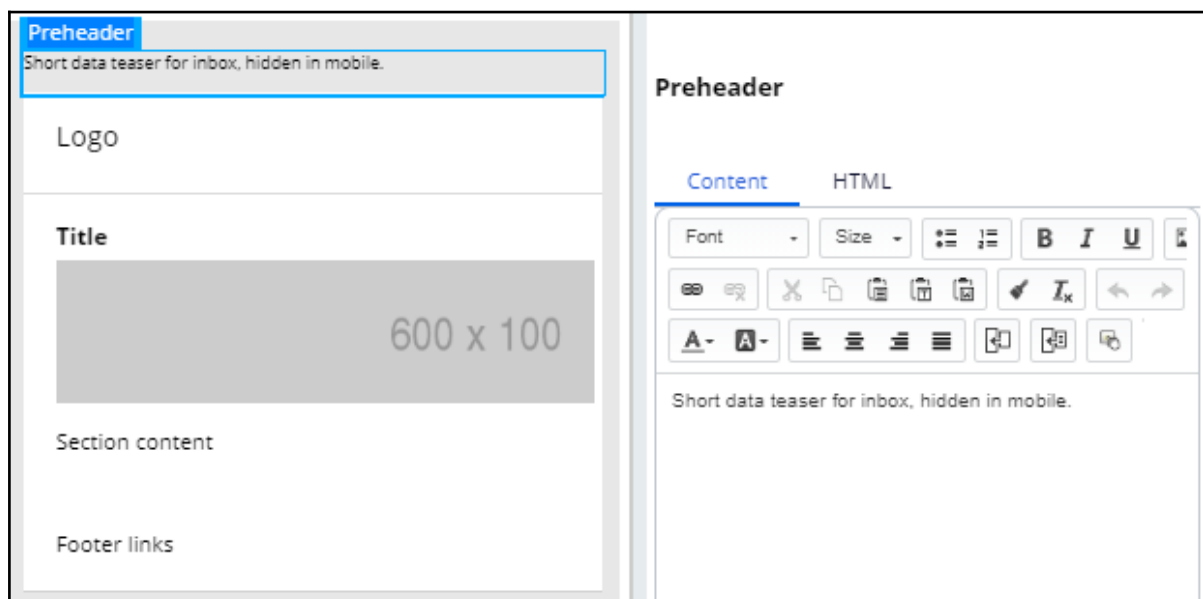 Preheader
Short data teaser for inbox, hidden in mobile.
Logo
Title
600 x 100
Section content
Footer links
Preheader
Content HTML
Font Size B I U
A A
Short data teaser for inbox, hidden in mobile.